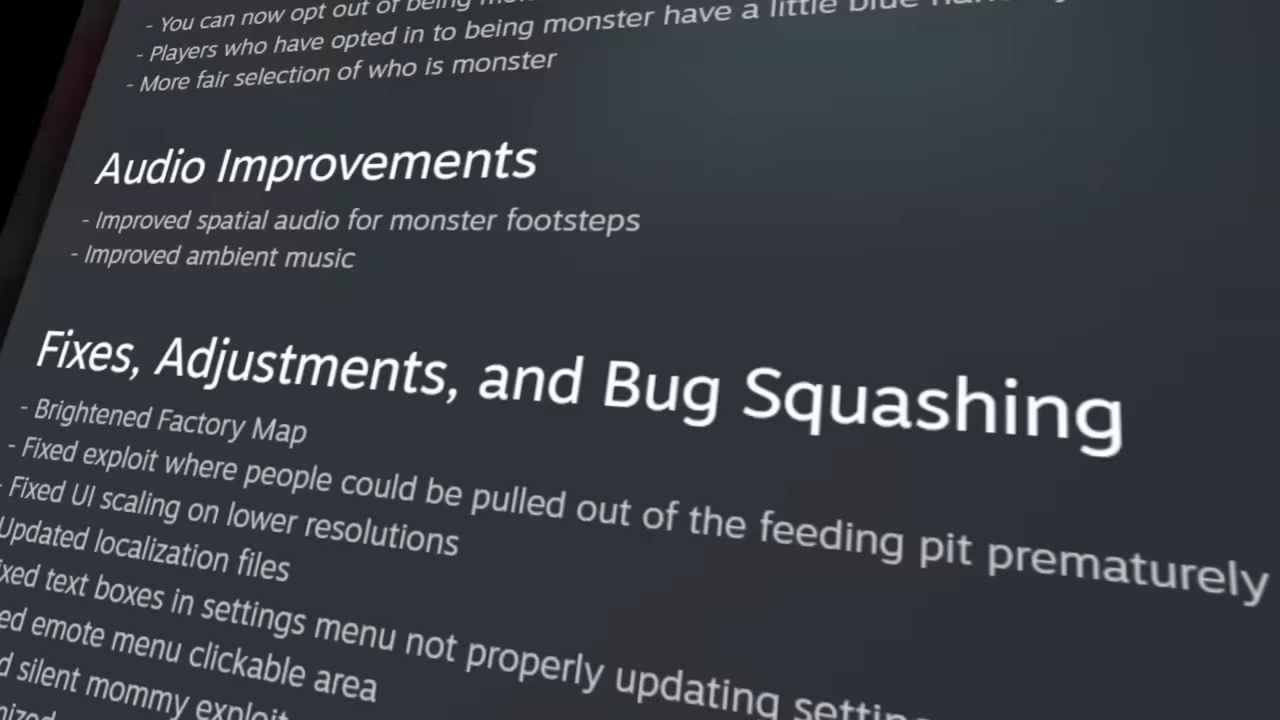 - You can now opt out of being
- Players who have opted in to being monster have a little blue
- More fair selection of who is monster
Audio Improvements
- Improved spatial audio for monster footsteps
- Improved ambient music
Fixes, Adjustments, and Bug Squashing
- Brightened Factory Map
- Fixed exploit where people could be pulled out of the feeding pit prematurely
- Fixed UI scaling on lower resolutions
Updated localization files
xed text boxes in settings menu not properly updating
ed emote menu clickable area
d silent mommy exploit